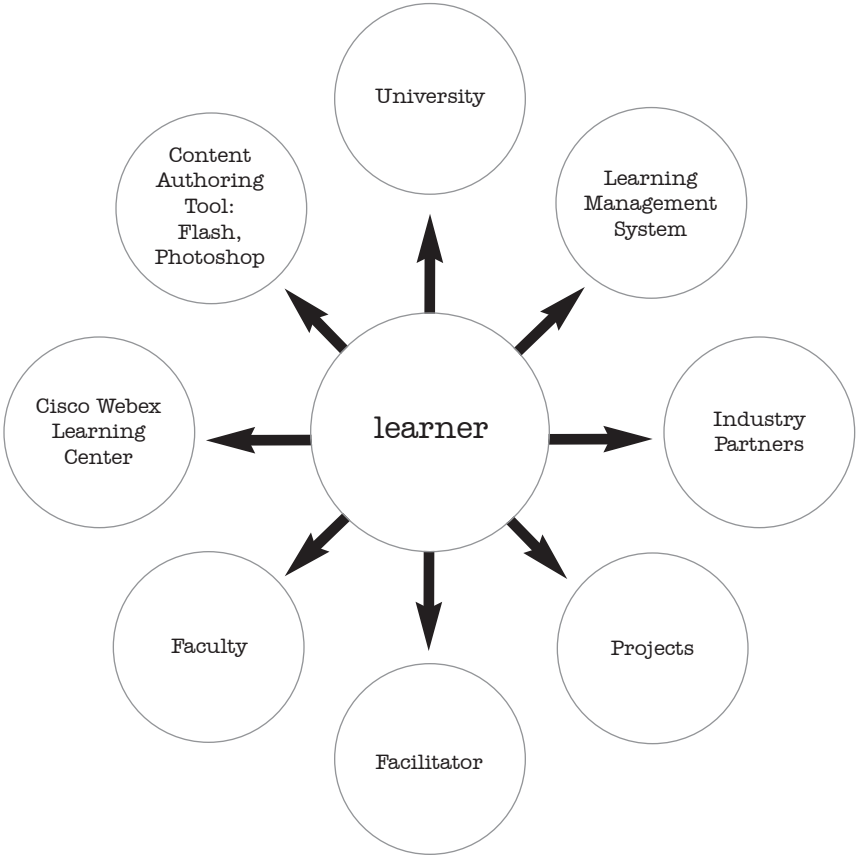 University
Learning
Management
System
Industry
Partners
Projects
Facilitator
Faculty
Cisco Webex
Learning
Center
Content
Authoring
Tool:
Flash,
Photoshop
learner